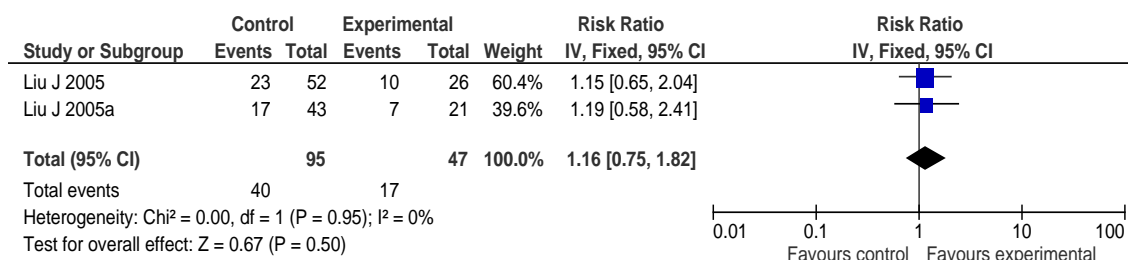 Control Experimental Risk Ratio Risk Ratio
Study or Subgroup Events Total Events Total Weight IV, Fixed, 95% CI IV, Fixed, 95% CI
Liu J 2005 23 52 10 26 60.4% 1.15 [0.65, 2.04]
Liu J 2005a 17 43 7 21 39.6% 1.19 [0.58, 2.41]
Total (95% CI) 95 47 100.0% 1.16 [0.75, 1.82]
Total events 40 17
Heterogeneity: Chi² = 0.00, df = 1 (P = 0.95); I² = 0%
Test for overall effect: Z = 0.67 (P = 0.50)
0.01 0.1 1 10 100
Favours control Favours experimental